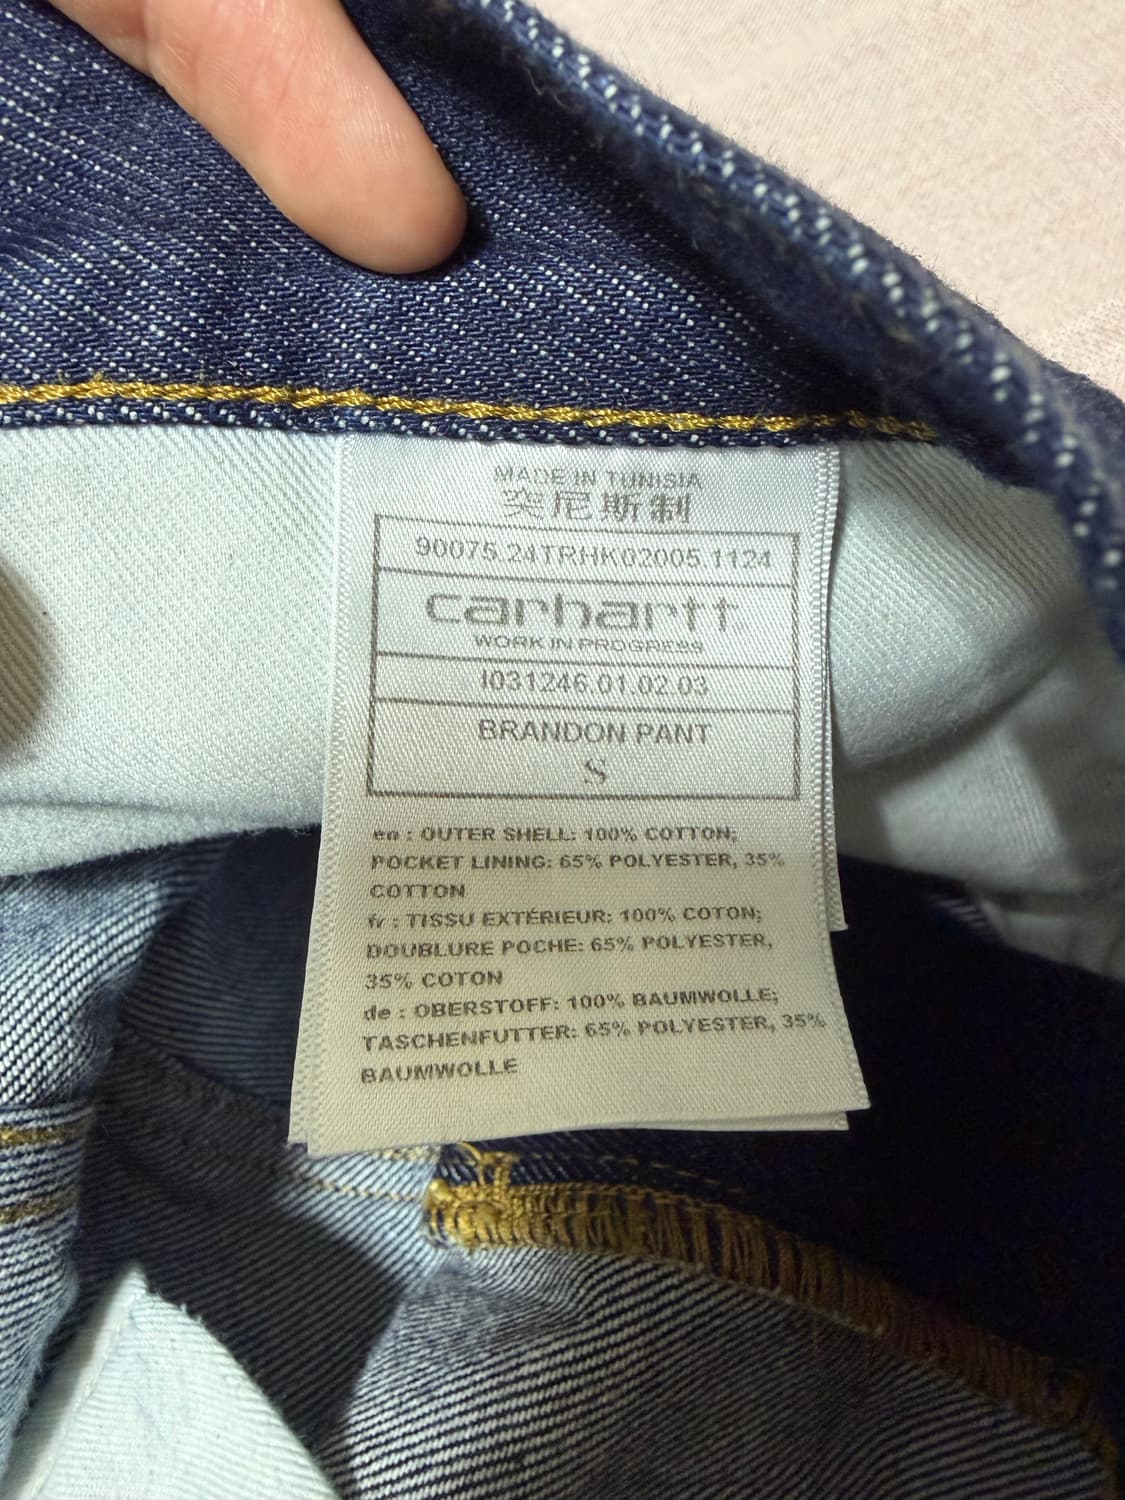 MADE IN TUNISIA
突尼斯制
90075.24TRHK02005.1124
carhartt
WORK IN PROGRESS
I031246.01.02.03
BRANDON PANT
S
en : OUTER SHELL: 100% COTTON;
POCKET LINING: 65% POLYESTER, 35%
COTTON
fr : TISSU EXTÉRIEUR: 100% COTON;
DOUBLURE POCHE: 65% POLYESTER,
35% COTON
de : OBERSTOFF: 100% BAUMWOLLE;
TASCHENFUTTER: 65% POLYESTER, 35%
BAUMWOLLE